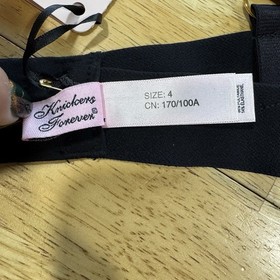 Knickers
Forever
SIZE: 4
CN: 170/100A